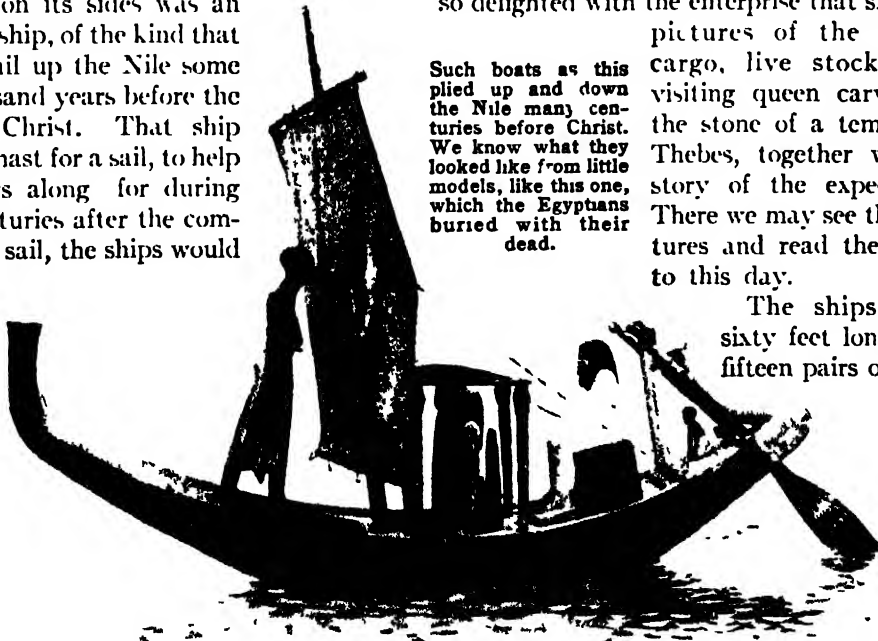 on its sides was an
ship, of the kind that
ail up the Nile some
sand years before the
Christ. That ship
nast for a sail, to help
s along for during
turies after the com-
sail, the ships would
so delighted with the enterprise that s
Such boats as this
plied up and down
the Nile many cen-
turies before Christ.
We know what they
looked like from little
models, like this one,
which the Egyptians
buried with their
dead.
pictures of the
cargo, live stock
visiting queen carv
the stone of a tem
Thebes, together w
story of the expe
There we may see th
tures and read the
to this day.
The ships
sixty feet lon
fifteen pairs o